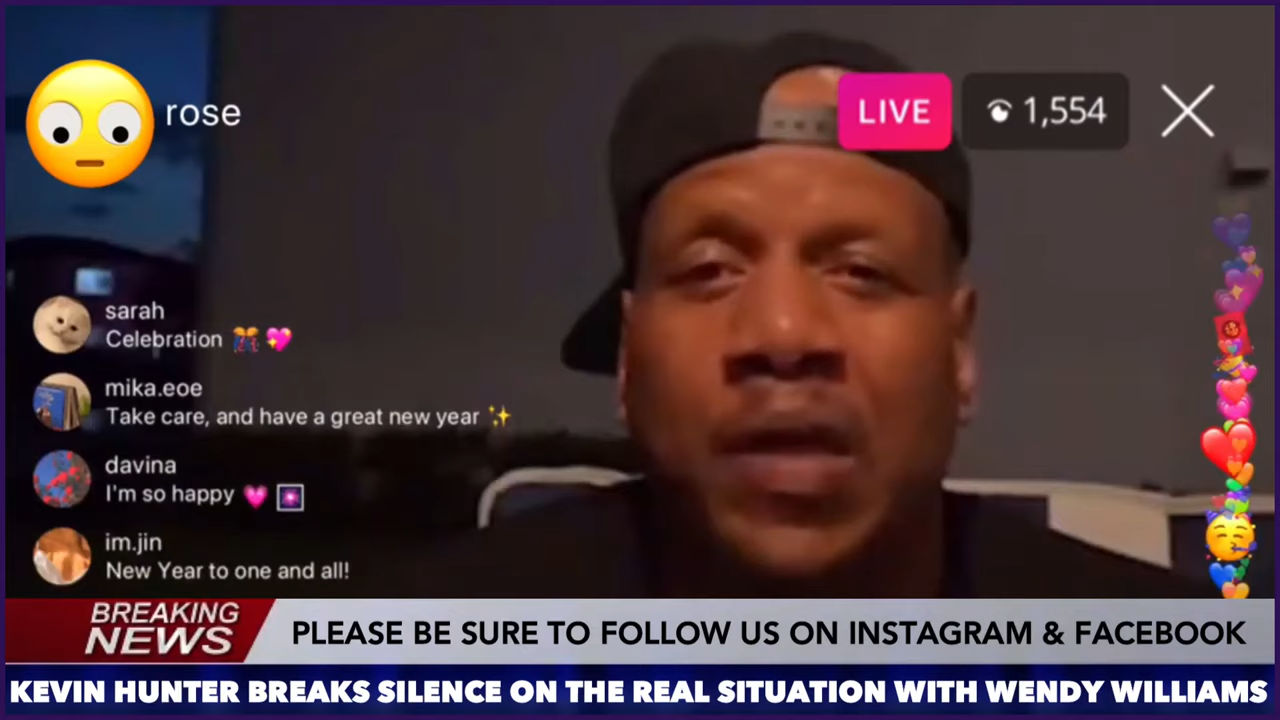 rose
LIVE
1,554
sarah
Celebration
mika.eoe
Take care, and have a great new year
davina
I'm so happy
im.jin
New Year to one and all!
BREAKING
NEWS
PLEASE BE SURE TO FOLLOW US ON INSTAGRAM & FACEBOOK
KEVIN HUNTER BREAKS SILENCE ON THE REAL SITUATION WITH WENDY WILLIAMS